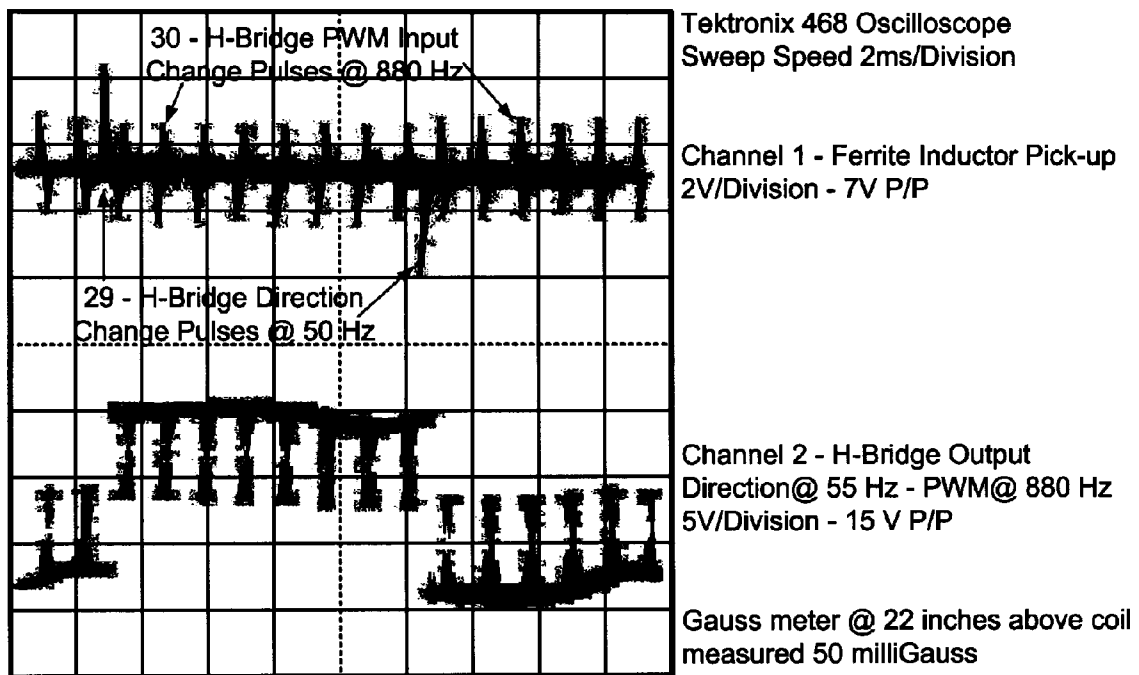 30 - H-Bridge PWM Input
Change Pulses @ 880 Hz
29 - H-Bridge Direction
Change Pulses @ 50 Hz
Tektronix 468 Oscilloscope
Sweep Speed 2ms/Division
Channel 1 - Ferrite Inductor Pick-up
2V/Division - 7V P/P
Channel 2 - H-Bridge Output
Direction@ 55 Hz - PWM@ 880 Hz
5V/Division - 15 V P/P
Gauss meter @ 22 inches above coil
measured 50 milliGauss